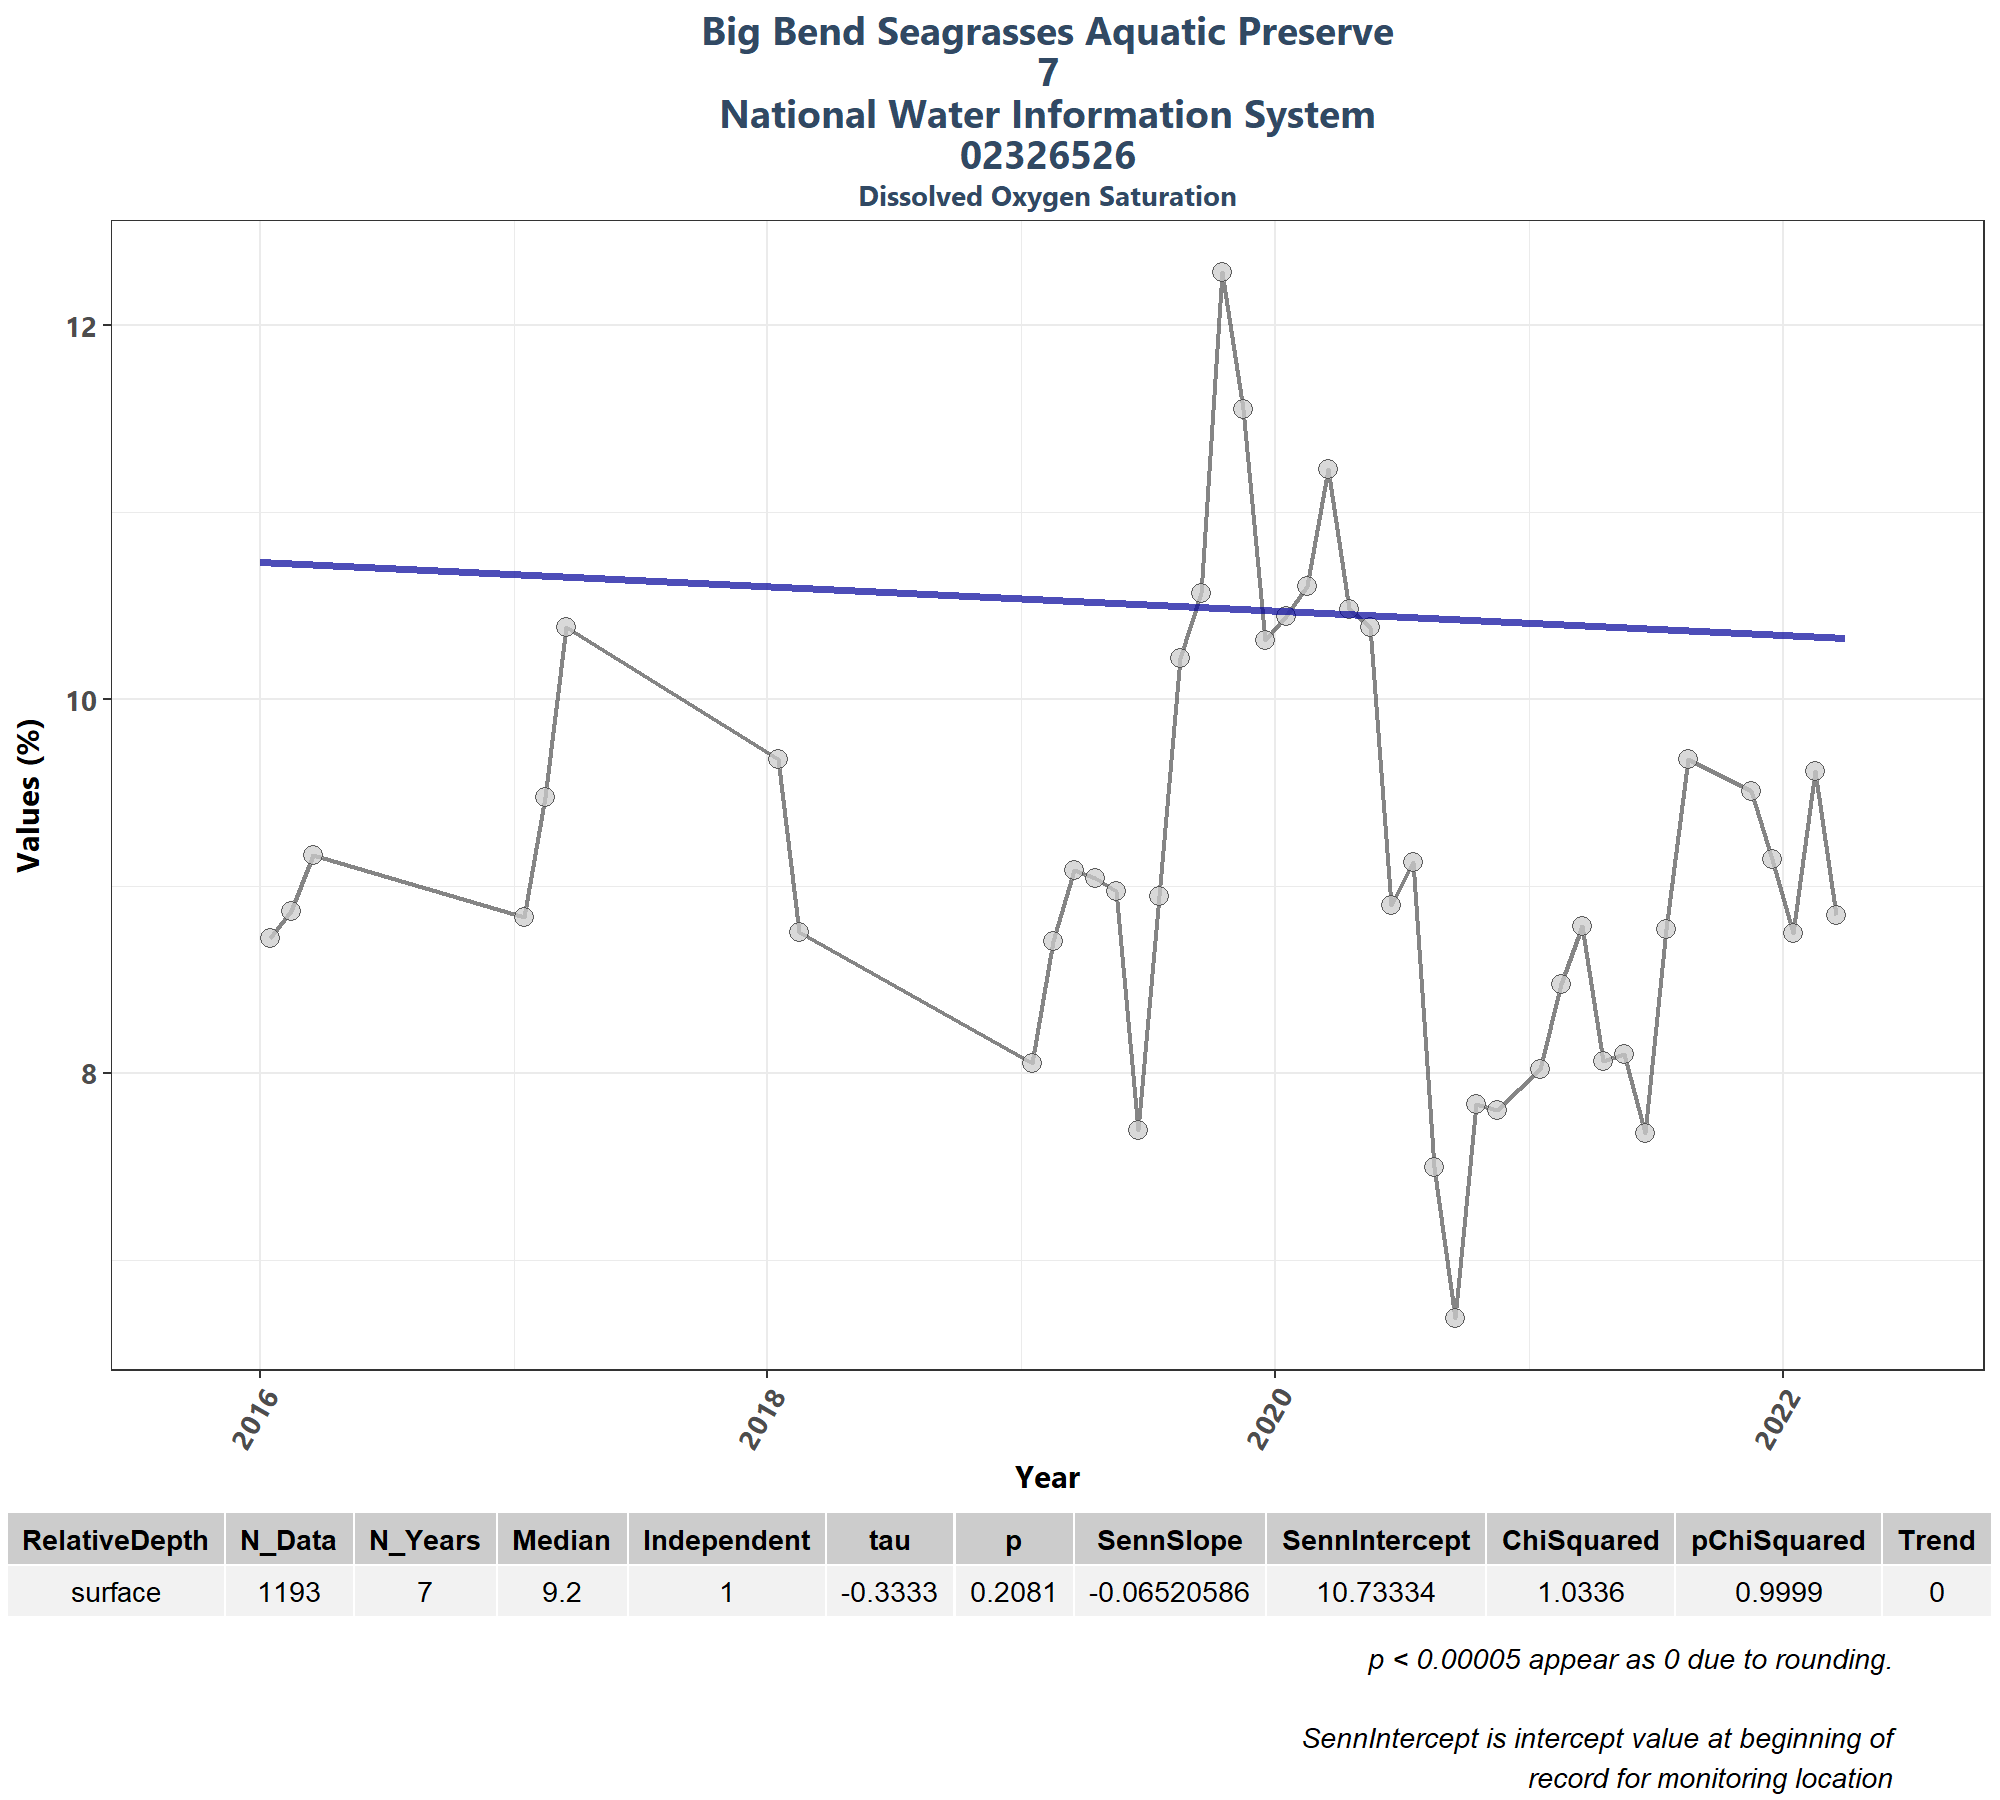 Big Bend Seagrasses Aquatic Preserve
7
National Water Information System
02326526
Dissolved Oxygen Saturation
12
10
8
Values (%)
2016 2018 2020 2022
Year
RelativeDepth N_Data N_Years Median Independent tau p SennSlope SennIntercept ChiSquared pChiSquared Trend
surface 1193 7 9.2 1 -0.3333 0.2081 -0.06520586 10.73334 1.0336 0.9999 0
p < 0.00005 appear as 0 due to rounding.
SennIntercept is intercept value at beginning of
record for monitoring location